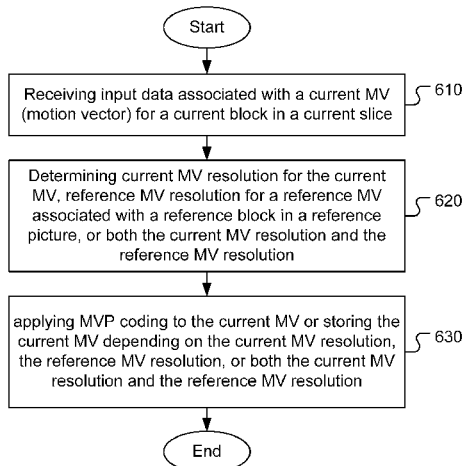 Start
Receiving input data associated with a current MV
(motion vector) for a current block in a current slice
610
Determining current MV resolution for the current
MV, reference MV resolution for a reference MV
associated with a reference block in a reference
picture, or both the current MV resolution and the
reference MV resolution
620
applying MVP coding to the current MV or storing the
current MV depending on the current MV resolution,
the reference MV resolution, or both the current MV
resolution and the reference MV resolution
630
End